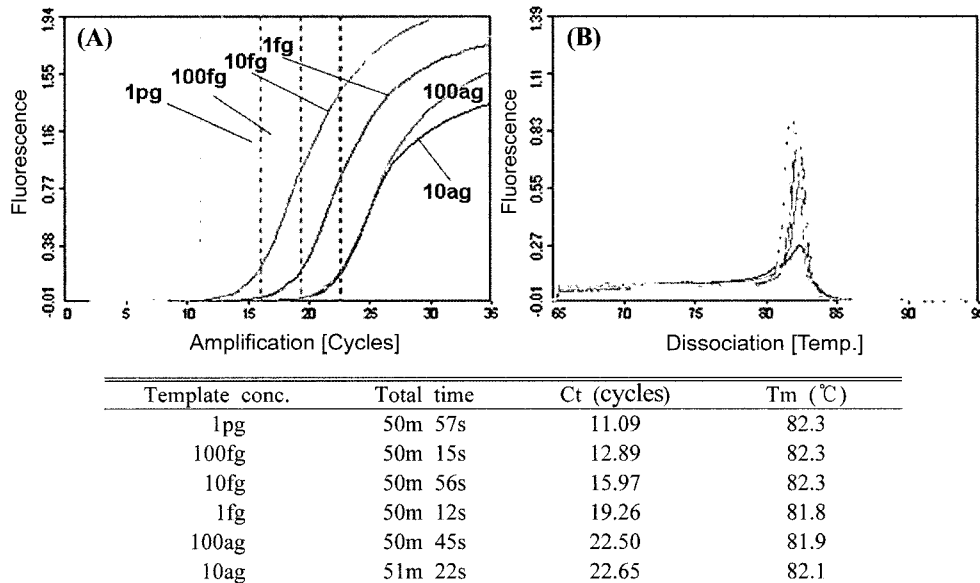 (A)
1.94
1.55
1.16
0.77
0.38
-0.01
Fluorescence
1pg
100fg
10fg
1fg
100ag
10ag
0 5 10 15 20 25 30 35
Amplification [Cycles]
(B)
1.39
1.11
0.83
0.55
0.27
-0.01
Fluorescence
65 70 75 80 85 90 95
Dissociation [Temp.]
Template conc. Total time Ct (cycles) Tm (℃)
1pg 50m 57s 11.09 82.3
100fg 50m 15s 12.89 82.3
10fg 50m 56s 15.97 82.3
1fg 50m 12s 19.26 81.8
100ag 50m 45s 22.50 81.9
10ag 51m 22s 22.65 82.1